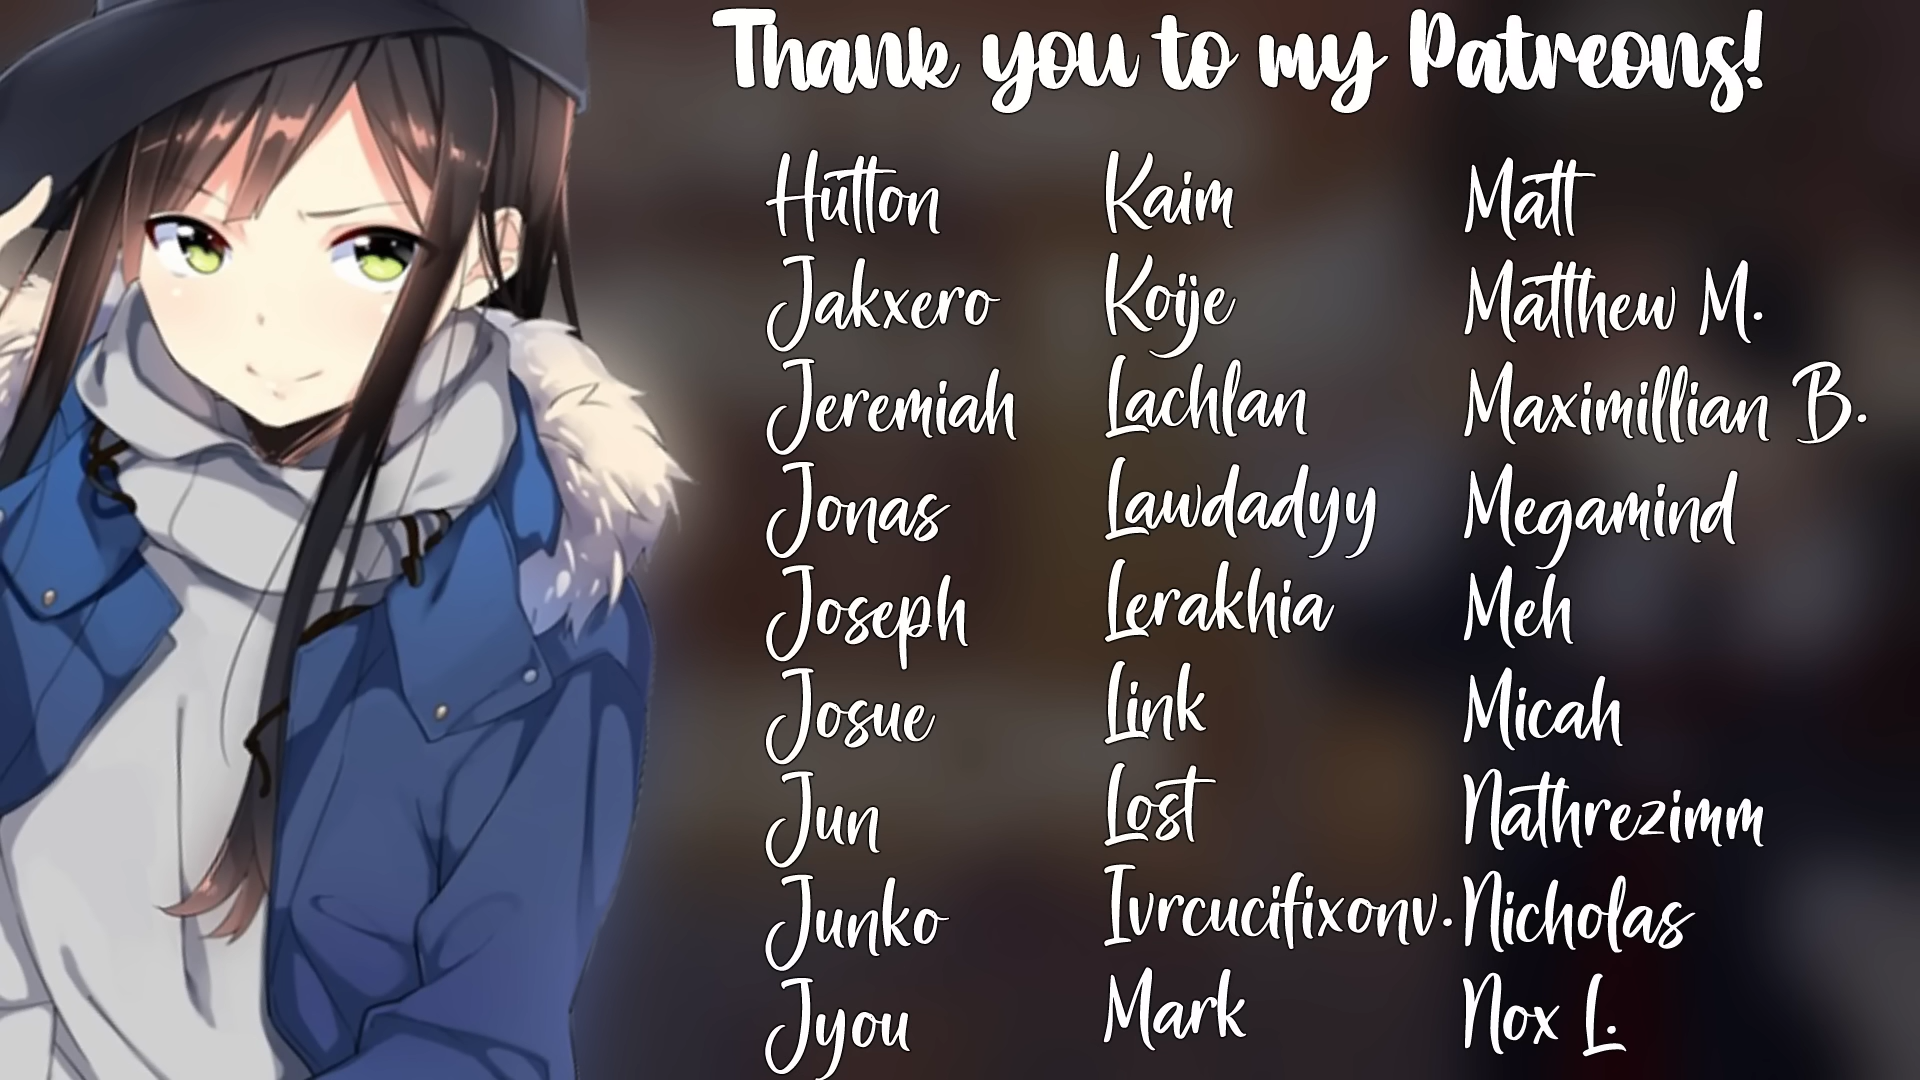 Thank you to my Patreons!
Hutton
Jakxero
Jeremiah
Jonas
Joseph
Josue
Jun
Junko
Jyou
Kaim
Koije
Lachlan
Lawdadyy
Lerakhia
Link
Lost
Ivrcucifixonv.
Mark
Matt
Matthew M.
Maximillian B.
Megamind
Meh
Micah
Nathrezimm
Nicholas
Nox L.